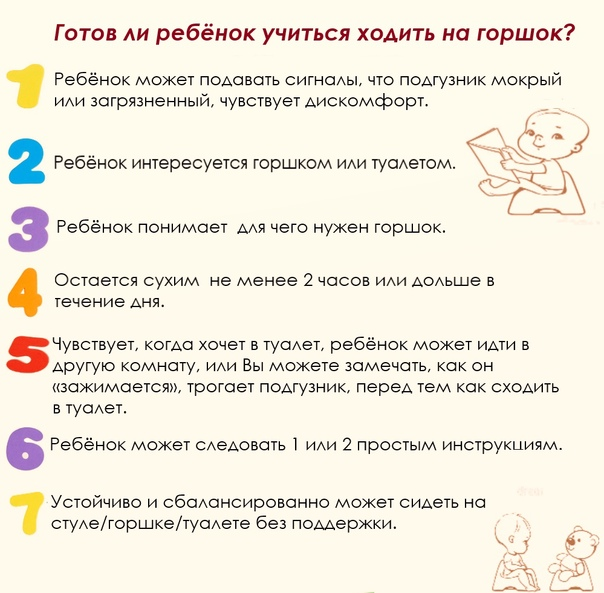 Готов ли ребёнок учиться ходить на горшок?
1 Ребёнок может подавать сигналы, что подгузник мокрый
или загрязненный, чувствует дискомфорт.
2 Ребёнок интересуется горшком или туалетом.
3 Ребёнок понимает для чего нужен горшок.
4 Остается сухим не менее 2 часов или дольше в
течение дня.
5 Чувствует, когда хочет в туалет, ребёнок может идти в
другую комнату, или Вы можете замечать, как он
«зажимается», трогает подгузник, перед тем как сходить
в туалет.
6 Ребёнок может следовать 1 или 2 простым инструкциям.
7 Устойчиво и сбалансированно может сидеть на
стуле/горшке/туалете без поддержки.